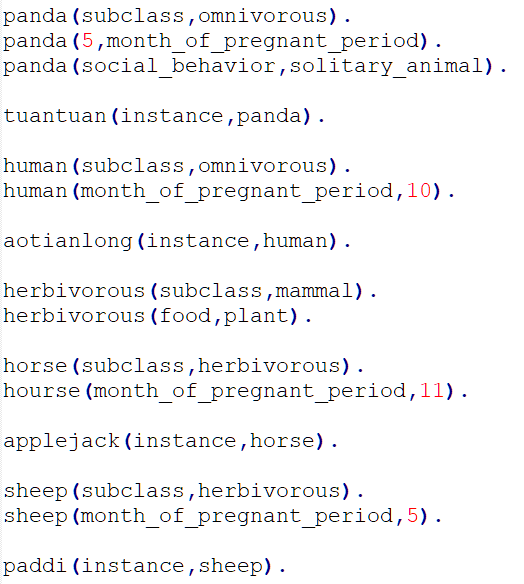 panda(subclass,omnivorous).
panda(5,month_of_pregnant_period).
panda(social_behavior,solitary_animal).
tuantuan(instance,panda).
human(subclass,omnivorous).
human(month_of_pregnant_period,10).
aotianlong(instance,human).
herbivorous(subclass,mammal).
herbivorous(food,plant).
horse(subclass,herbivorous).
hourse(month_of_pregnant_period,11).
applejack(instance,horse).
sheep(subclass,herbivorous).
sheep(month_of_pregnant_period,5).
paddi(instance,sheep).